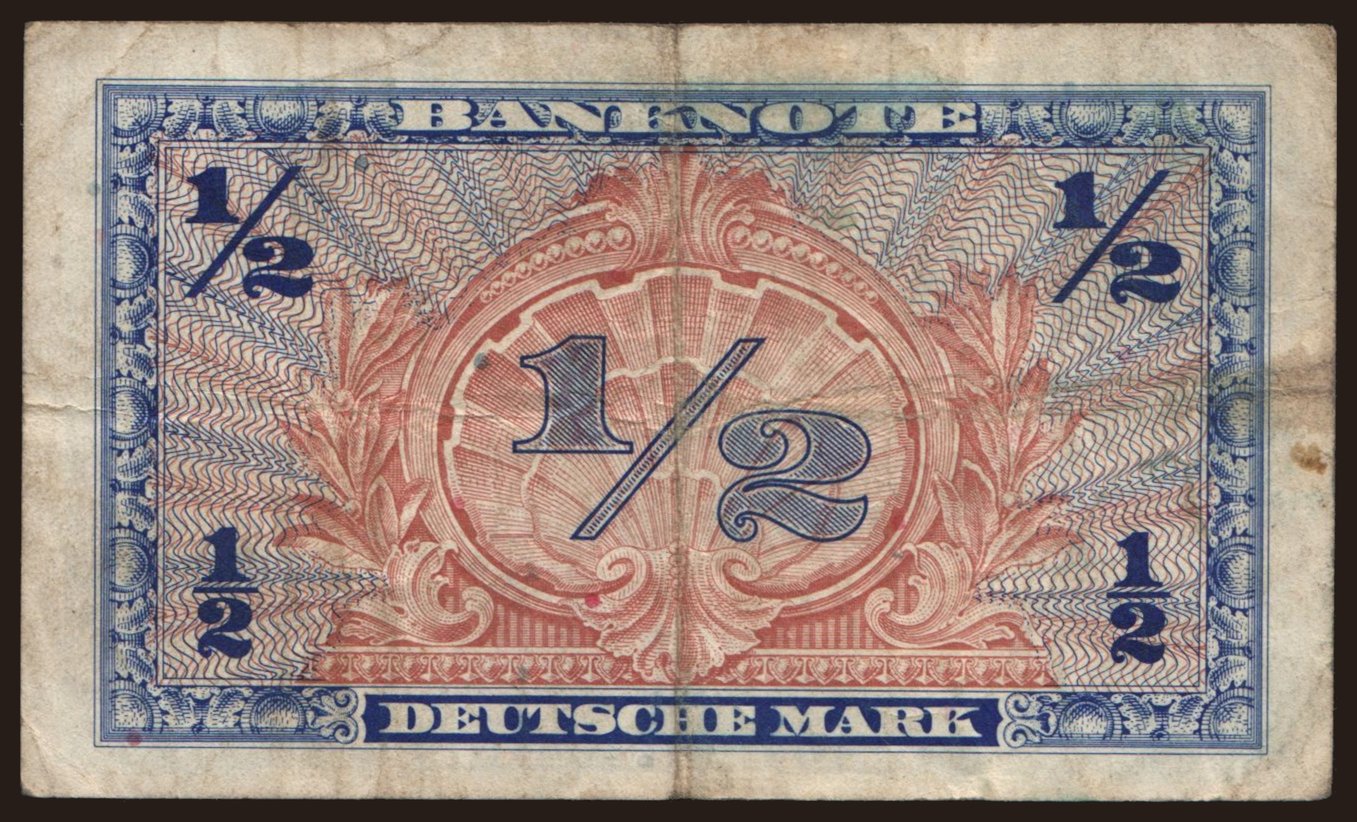 BANKNOTE
1/2 1/2
1/2
1/2 1/2
DEUTSCHE MARK